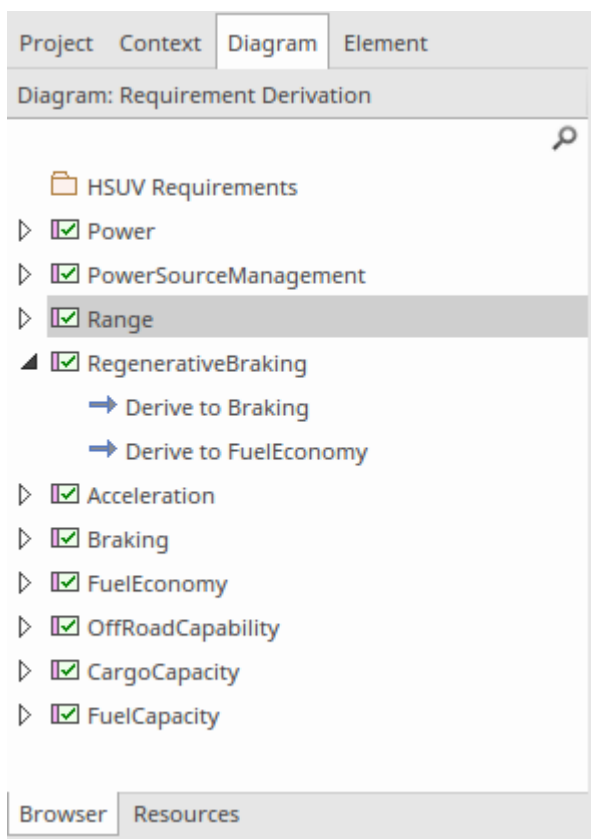 Project Context Diagram Element
Diagram: Requirement Derivation
HSUV Requirements
Power
PowerSourceManagement
Range
RegenerativeBraking
Derive to Braking
Derive to FuelEconomy
Acceleration
Braking
FuelEconomy
OffRoadCapability
CargoCapacity
FuelCapacity
Browser Resources